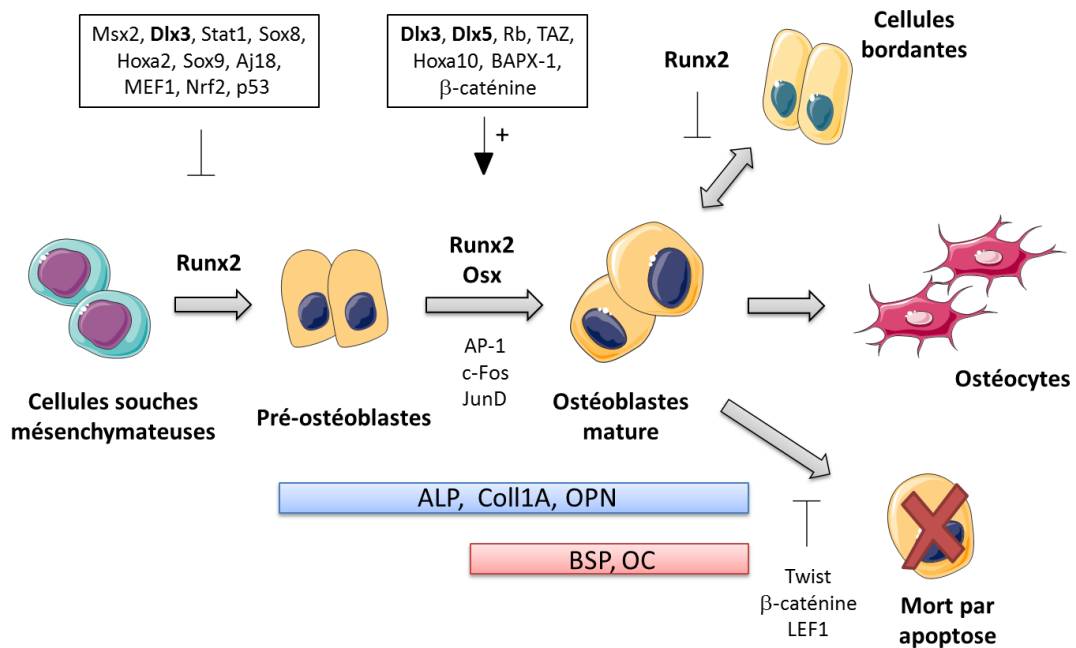 Msx2, Dlx3, Stat1, Sox8,
Hoxa2, Sox9, Aj18,
MEF1, Nrf2, p53
Dlx3, Dlx5, Rb, TAZ,
Hoxa10, BAPX-1,
β-caténine
+
Runx2
Cellules
bordantes
Runx2
Runx2
Osx
AP-1
c-Fos
JunD
Cellules souches
mésenchymateuses
Pré-ostéoblastes
Ostéoblastes
mature
Ostéocytes
ALP, Coll1A, OPN
BSP, OC
Twist
β-caténine
LEF1
Mort par
apoptose